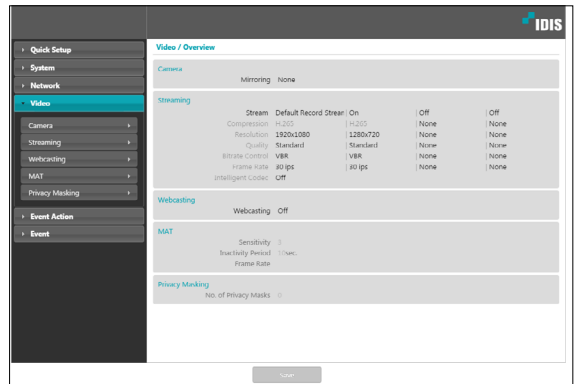 IDIS
Quick Setup
System
Network
Video
Camera
Streaming
Webcasting
MAT
Privacy Masking
Event Action
Event
Video / Overview
Camera
Mirroring None
Streaming
Stream Default Record Strear | On | Off | Off
Compression H.265 | H.265 | None | None
Resolution 1920x1080 | 1280x720 | None | None
Quality Standard | Standard | None | None
Bitrate Control VBR | VBR | None | None
Frame Rate 30 ips | 30 ips | None | None
Intelligent Codec Off
Webcasting
Webcasting Off
MAT
Sensitivity 3
Inactivity Period 10sec.
Frame Rate
Privacy Masking
No. of Privacy Masks 0
Save